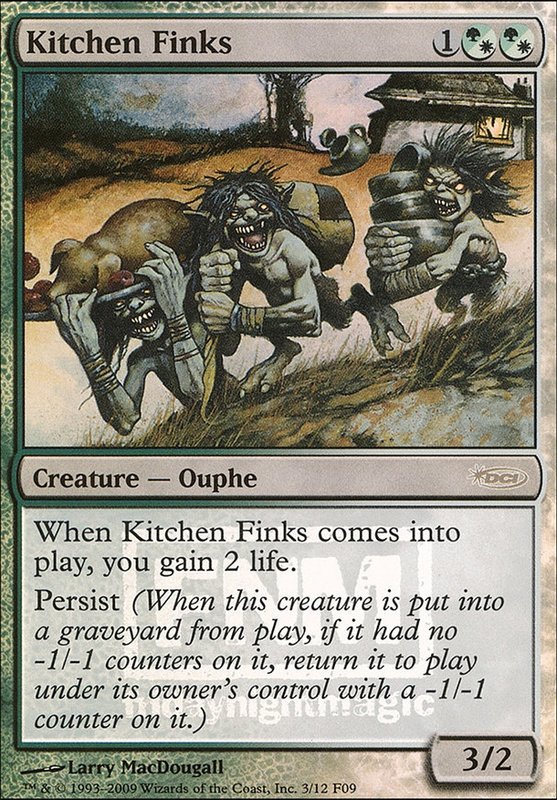 Kitchen Finks 1
Creature — Ouphe DCI
When Kitchen Finks comes into
play, you gain 2 life.
Persist (When this creature is put into
a graveyard from play, if it had no
-1/-1 counters on it, return it to play
under its owner's control with a -1/-1
counter on it.)
FNM
fridaynightmagic
3/2
Larry MacDougall
™ & © 1993–2009 Wizards of the Coast, Inc. 3/12 F09